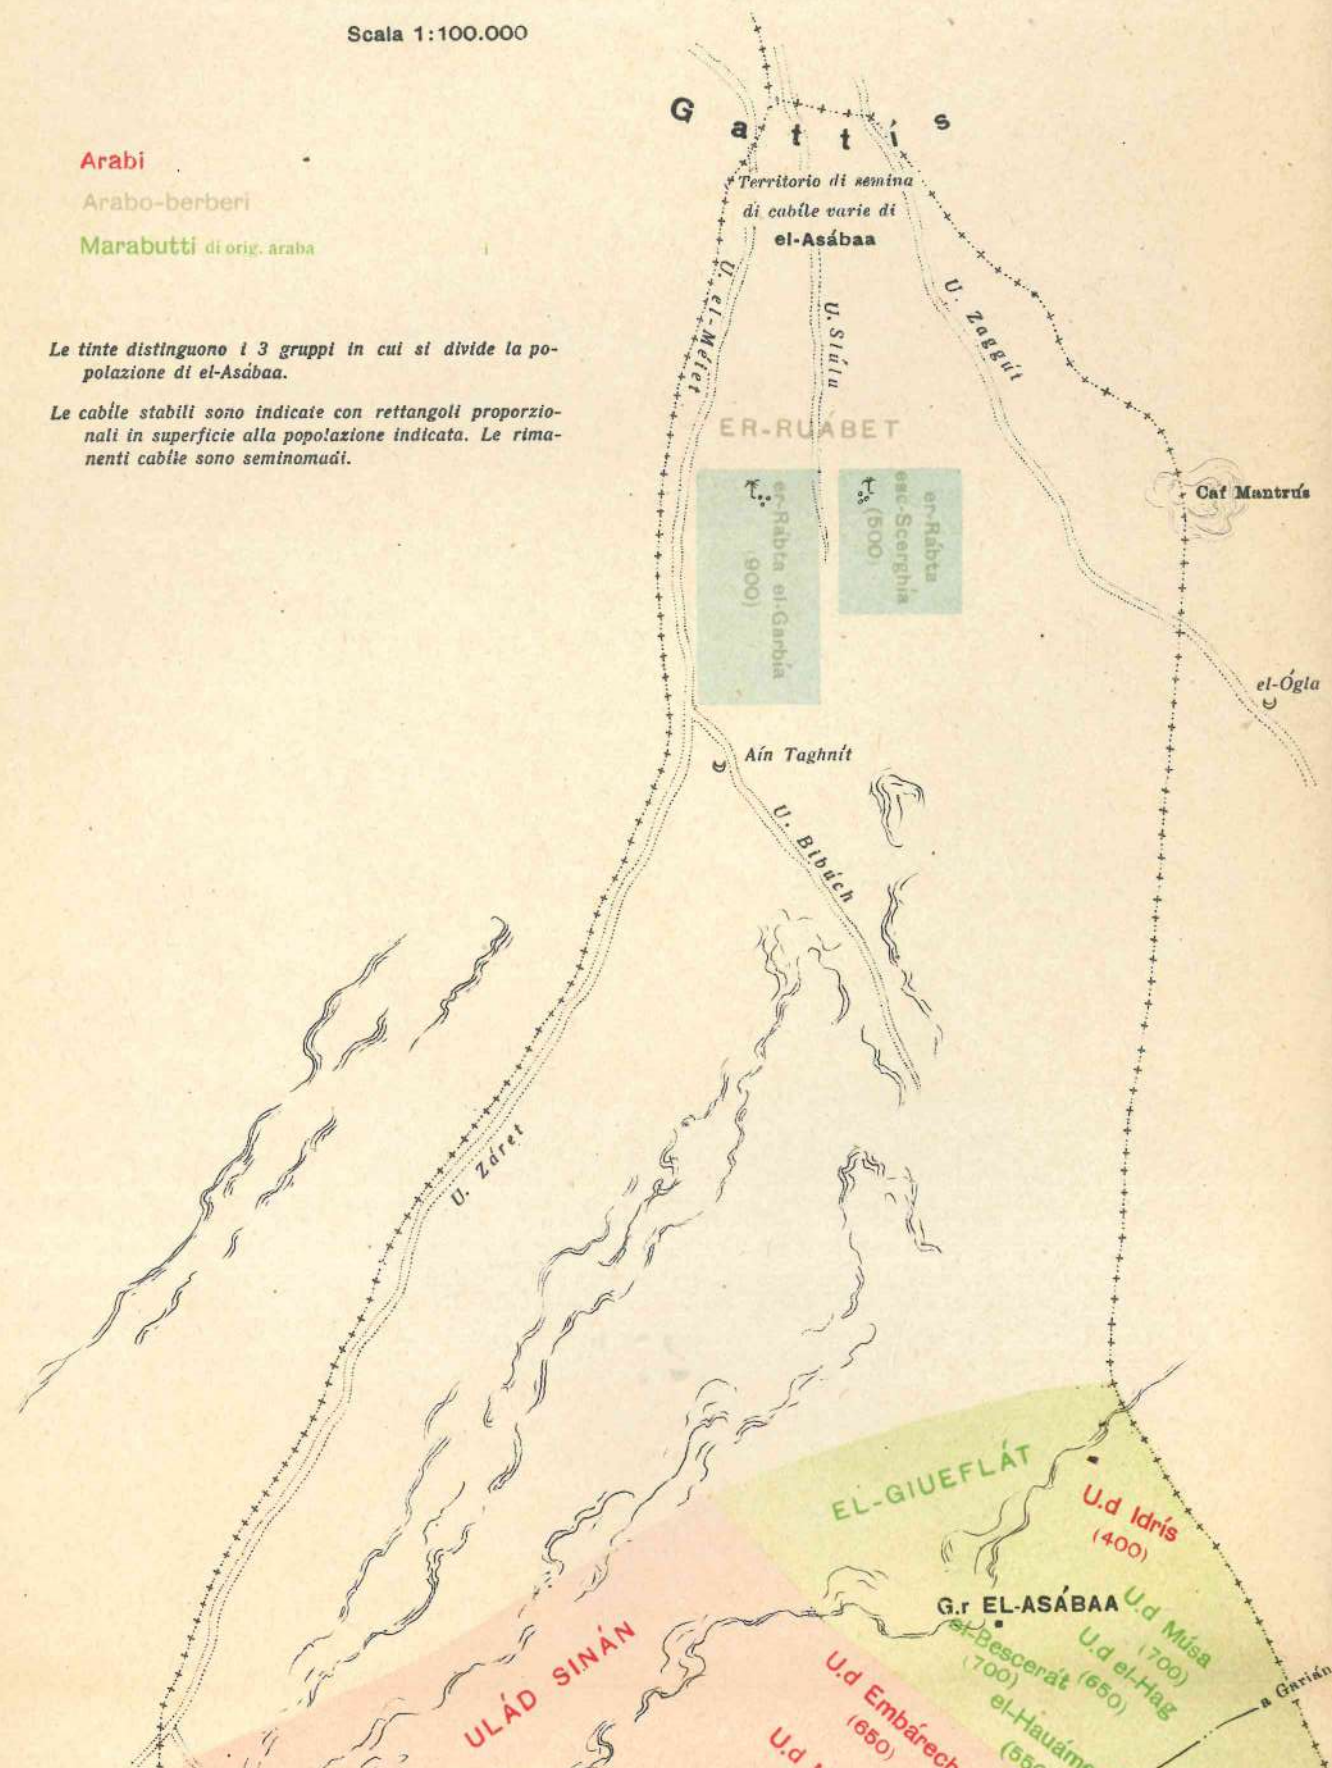 Scala 1:100.000
Gattís
Arabi
Arabo-berberi
Marabutti di orig. araba
Territorio di semina
di cabíle varie di
el-Asábaa
Le tinte distinguono i 3 gruppi in cui si divide la po-
polazione di el-Asábaa.
Le cabíle stabili sono indicate con rettangoli proporzio-
nali in superficie alla popolazione indicata. Le rima-
nenti cabíle sono seminomadi.
U. el-Métet
U. Slúlu
U. Zaggút
ER-RUÁBET
Caf Mantrús
er-Rábta el-Garbía
(900)
er-Rábta
esc-Scerghía
(500)
el-Ógla
Aín Taghnít
U. Bibúch
U. Záret
EL-GIUEFLÁT
U.d Idrís
(400)
G.r EL-ASÁBAA
U.d Músa
(700)
U.d el-Hag
(650)
el-Bescerát
(700)
el-Hauám
ULÁD SINÁN
U.d Embárech
(650)
U.d
a Garián